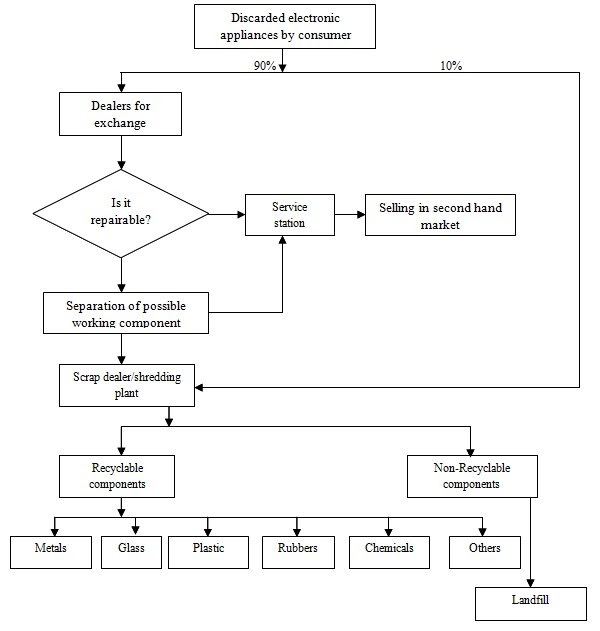 Discarded electronic
appliances by consumer
90%
10%
Dealers for
exchange
Is it
repairable?
Service
station
Selling in second hand
market
Separation of possible
working component
Scrap dealer/shredding
plant
Recyclable
components
Non-Recyclable
components
Metals
Glass
Plastic
Rubbers
Chemicals
Others
Landfill